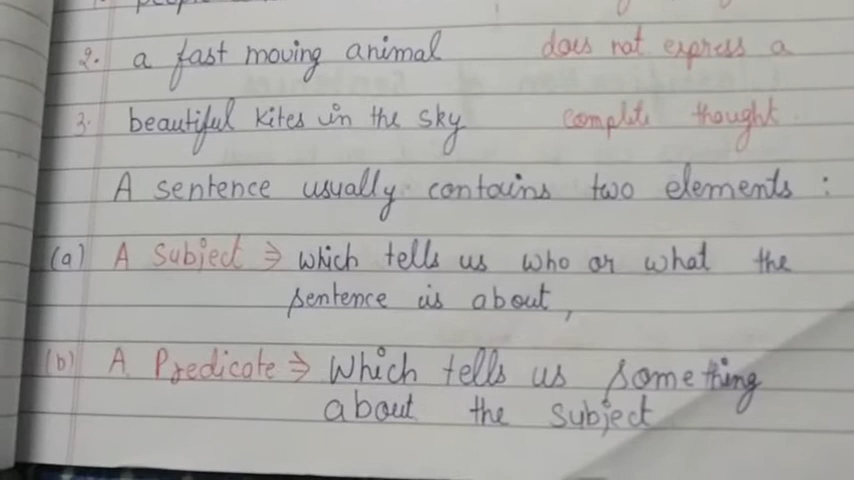 2. a fast moving animal does not express a
3. beautiful kites in the sky complete thought.
A sentence usually contains two elements :
(a) A Subject ⇒ which tells us who or what the
sentence is about,
(b) A Predicate ⇒ Which tells us something
about the subject